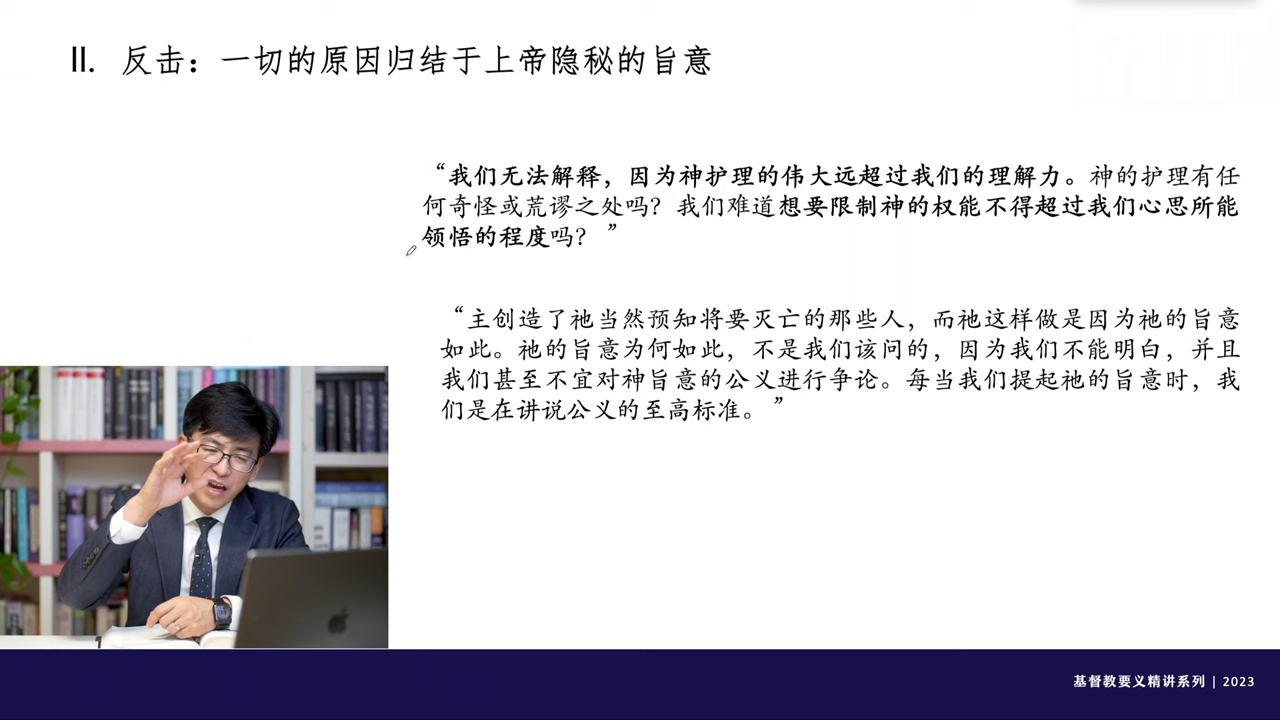 II. 反击：一切的原因归结于上帝隐秘的旨意
“我们无法解释，因为神护理的伟大远超过我们的理解力。神的护理有任
何奇怪或荒谬之处吗？我们难道想要限制神的权能不得超过我们心思所能
领悟的程度吗？”
“主创造了祂当然预知将要灭亡的那些人，而祂这样做是因为祂的旨意
如此。祂的旨意为何如此，不是我们该问的，因为我们不能明白，并且
我们甚至不宜对神旨意的公义进行争论。每当我们提起祂的旨意时，我
们是在讲说公义的至高标准。”
基督教要义精讲系列 | 2023